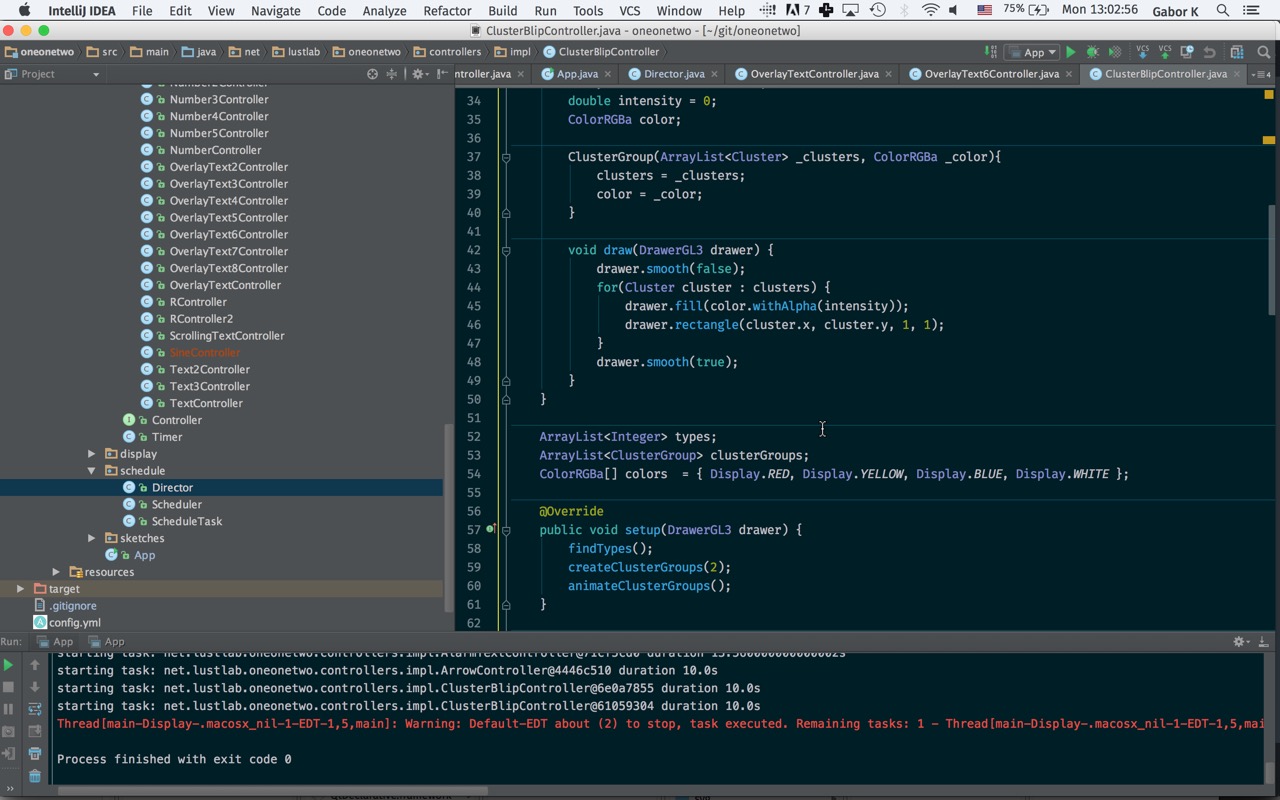 IntelliJ IDEA File Edit View Navigate Code Analyze Refactor Build Run Tools VCS Window Help 7 75% Mon 13:02:56 Gabor K
ClusterBlipController.java - oneonetwo - [~/git/oneonetwo]
oneonetwo src main java net lustlab oneonetwo controllers impl ClusterBlipController App
Project
ntroller.java App.java Director.java OverlayTextController.java OverlayText6Controller.java ClusterBlipController.java 4
Number3Controller
Number4Controller
Number5Controller
NumberController
OverlayText2Controller
OverlayText3Controller
OverlayText4Controller
OverlayText5Controller
OverlayText6Controller
OverlayText7Controller
OverlayText8Controller
OverlayTextController
RController
RController2
ScrollingTextController
SineController
Text2Controller
Text3Controller
TextController
Controller
Timer
display
schedule
Director
Scheduler
ScheduleTask
sketches
App
resources
target
.gitignore
config.yml
34 double intensity = 0;
35 ColorRGBa color;
36
37 ClusterGroup(ArrayList<Cluster> _clusters, ColorRGBa _color){
38 clusters = _clusters;
39 color = _color;
40 }
41
42 void draw(DrawerGL3 drawer) {
43 drawer.smooth(false);
44 for(Cluster cluster : clusters) {
45 drawer.fill(color.withAlpha(intensity));
46 drawer.rectangle(cluster.x, cluster.y, 1, 1);
47 }
48 drawer.smooth(true);
49 }
50 }
51
52 ArrayList<Integer> types;
53 ArrayList<ClusterGroup> clusterGroups;
54 ColorRGBa[] colors  = { Display.RED, Display.YELLOW, Display.BLUE, Display.WHITE };
55
56 @Override
57 public void setup(DrawerGL3 drawer) {
58 findTypes();
59 createClusterGroups(2);
60 animateClusterGroups();
61 }
62
Run: App App
starting task: net.lustlab.oneonetwo.controllers.impl.ArrowController@4446c510 duration 10.0s
starting task: net.lustlab.oneonetwo.controllers.impl.ClusterBlipController@6e0a7855 duration 10.0s
starting task: net.lustlab.oneonetwo.controllers.impl.ClusterBlipController@61059304 duration 10.0s
Thread[main-Display-.macosx_nil-1-EDT-1,5,main]: Warning: Default-EDT about (2) to stop, task executed. Remaining tasks: 1 - Thread[main-Display-.macosx_nil-1-EDT-1,5,mai
Process finished with exit code 0